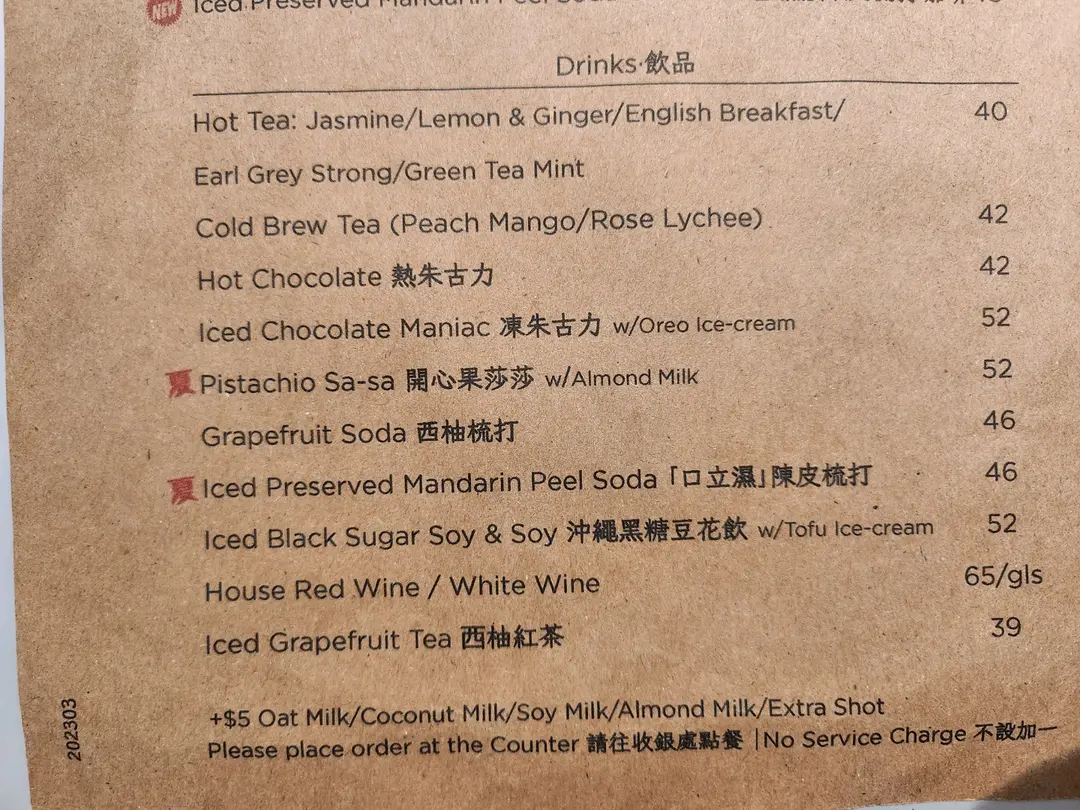 NEW Iced Preserved Mandarin Peel Soda
Drinks·飲品
Hot Tea: Jasmine/Lemon & Ginger/English Breakfast/ 40
Earl Grey Strong/Green Tea Mint
Cold Brew Tea (Peach Mango/Rose Lychee) 42
Hot Chocolate 熱朱古力 42
Iced Chocolate Maniac 凍朱古力 w/Oreo Ice-cream 52
夏 Pistachio Sa-sa 開心果莎莎 w/Almond Milk 52
Grapefruit Soda 西柚梳打 46
夏 Iced Preserved Mandarin Peel Soda 「口立濕」陳皮梳打 46
Iced Black Sugar Soy & Soy 沖繩黑糖豆花飲 w/Tofu Ice-cream 52
House Red Wine / White Wine 65/gls
Iced Grapefruit Tea 西柚紅茶 39
+$5 Oat Milk/Coconut Milk/Soy Milk/Almond Milk/Extra Shot
Please place order at the Counter 請往收銀處點餐 |No Service Charge 不設加一
202303